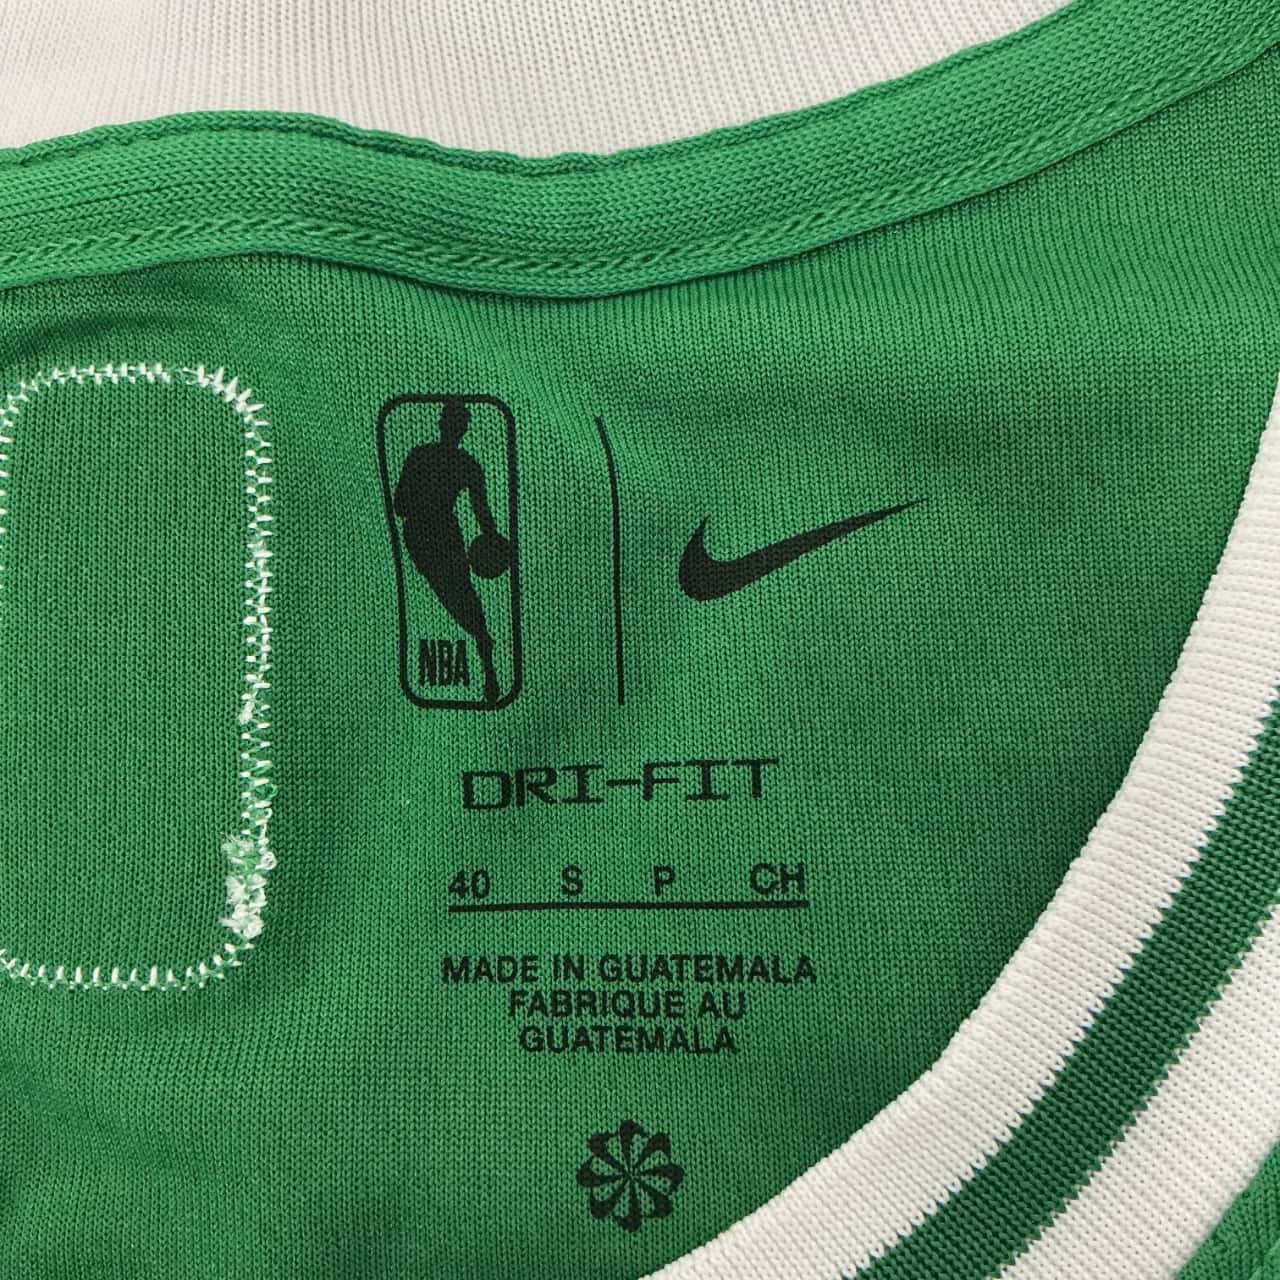 NBA
DRI-FIT
40 S P CH
MADE IN GUATEMALA
FABRIQUE AU
GUATEMALA